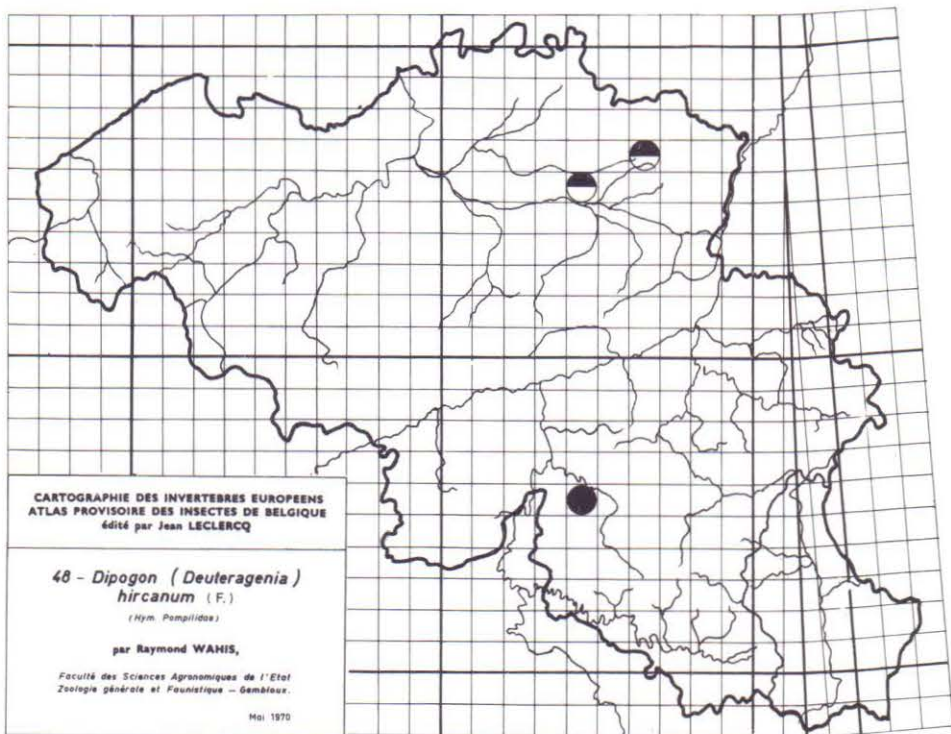 CARTOGRAPHIE DES INVERTEBRES EUROPEENS
ATLAS PROVISOIRE DES INSECTES DE BELGIQUE
édité par Jean LECLERCQ
48 - Dipogon (Deuteragenia)
hircanum (F.)
(Hym. Pompilidae)
par Raymond WAHIS,
Faculté des Sciences Agronomiques de l'Etat
Zoologie générale et Faunistique - Gembloux.
Mai 1970